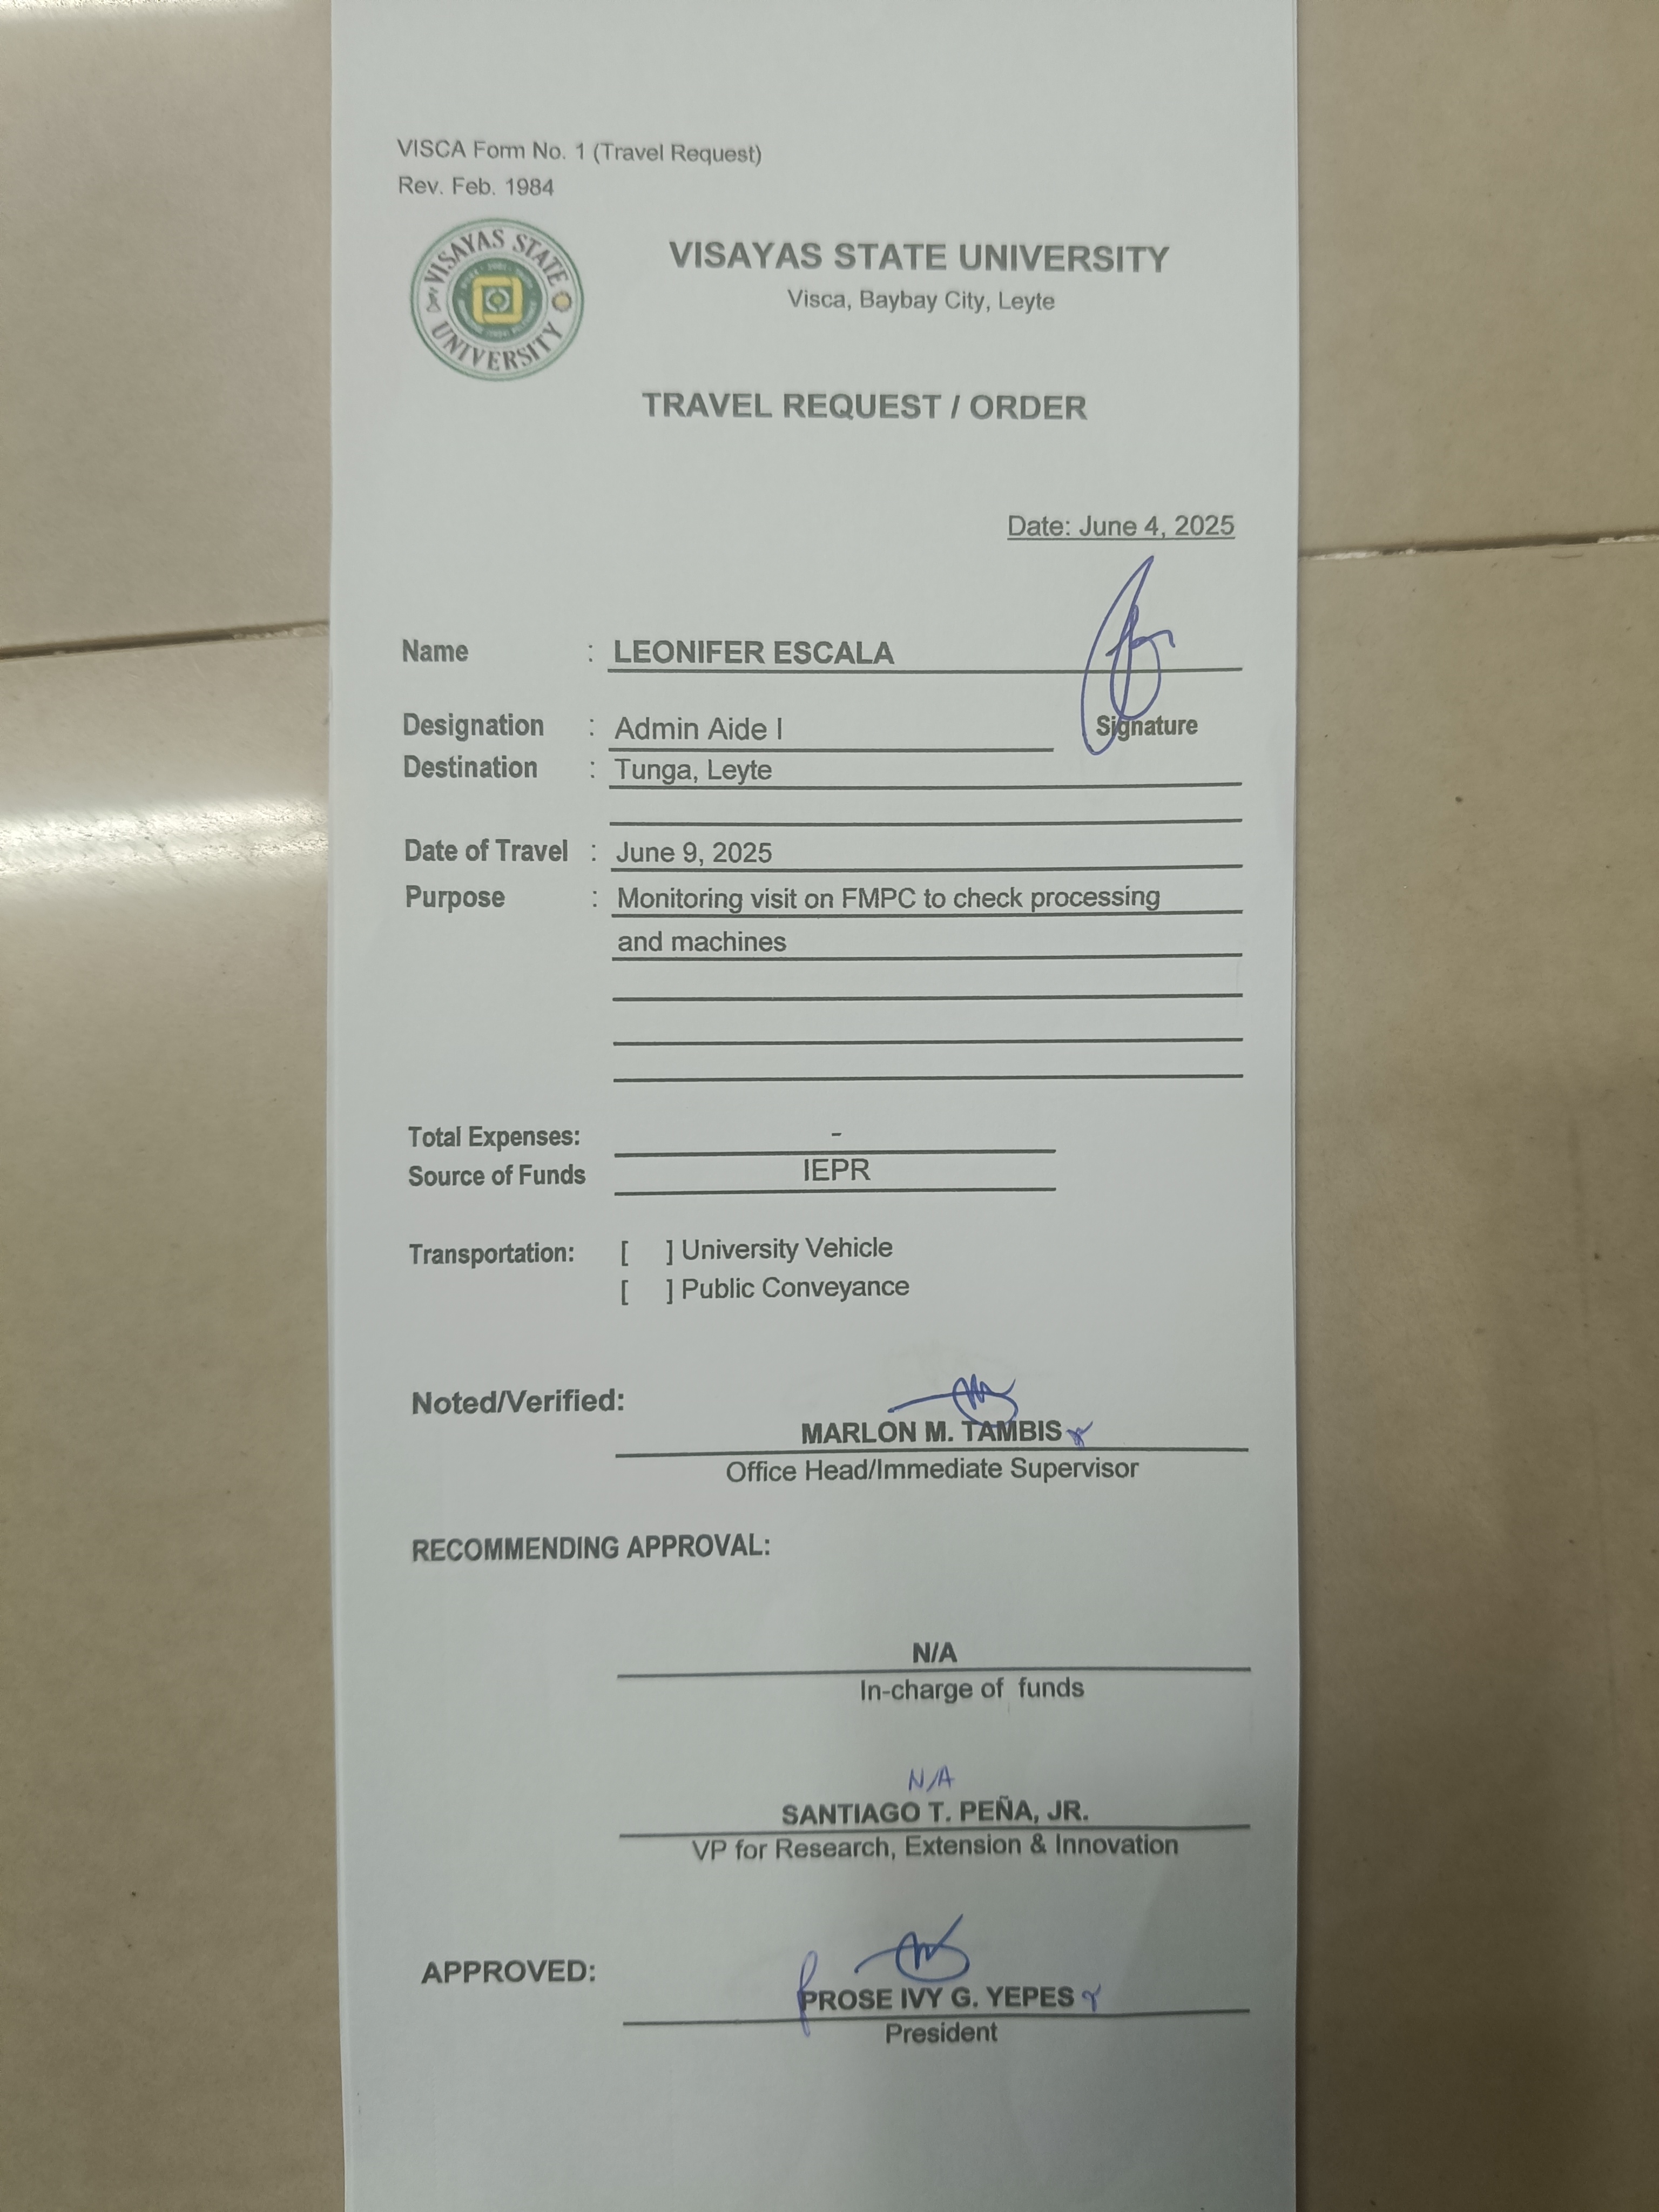 VISCA Form No. 1 (Travel Request)
Rev. Feb. 1984
VISAYAS STATE
UNIVERSITY
VISAYAS STATE UNIVERSITY
Visca, Baybay City, Leyte
TRAVEL REQUEST / ORDER
Date: June 4, 2025
Name : LEONIFER ESCALA
Designation : Admin Aide I Signature
Destination : Tunga, Leyte
Date of Travel : June 9, 2025
Purpose : Monitoring visit on FMPC to check processing
and machines
Total Expenses: -
Source of Funds IEPR
Transportation: [ ] University Vehicle
[ ] Public Conveyance
Noted/Verified:
MARLON M. TAMBIS
Office Head/Immediate Supervisor
RECOMMENDING APPROVAL:
N/A
In-charge of funds
N/A
SANTIAGO T. PEÑA, JR.
VP for Research, Extension & Innovation
APPROVED:
PROSE IVY G. YEPES
President